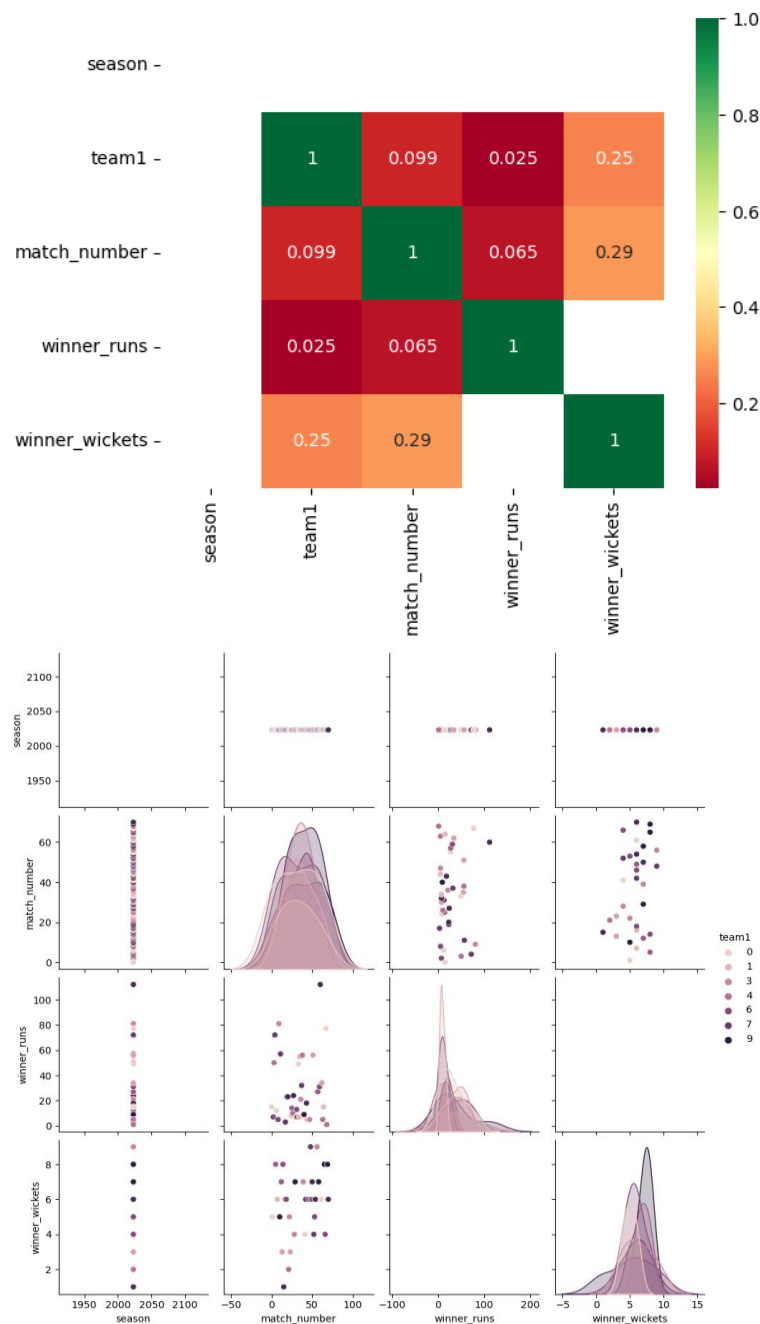 1.0
season
0.8
team1
1 0.099 0.025 0.25
0.6
match_number
0.099 1 0.065 0.29
0.4
winner_runs
0.025 0.065 1
0.2
winner_wickets
0.25 0.29 1
season
team1
match_number
winner_runs
winner_wickets
2100
2050
2000
1950
season
60
40
20
0
match_number
team1
0
1
3
4
6
7
9
100
80
60
40
20
0
winner_runs
8
6
4
2
winner_wickets
1950 2000 2050 2100
−50 0 50 100
−100 0 100 200
−5 0 5 10 15
season
match_number
winner_runs
winner_wickets